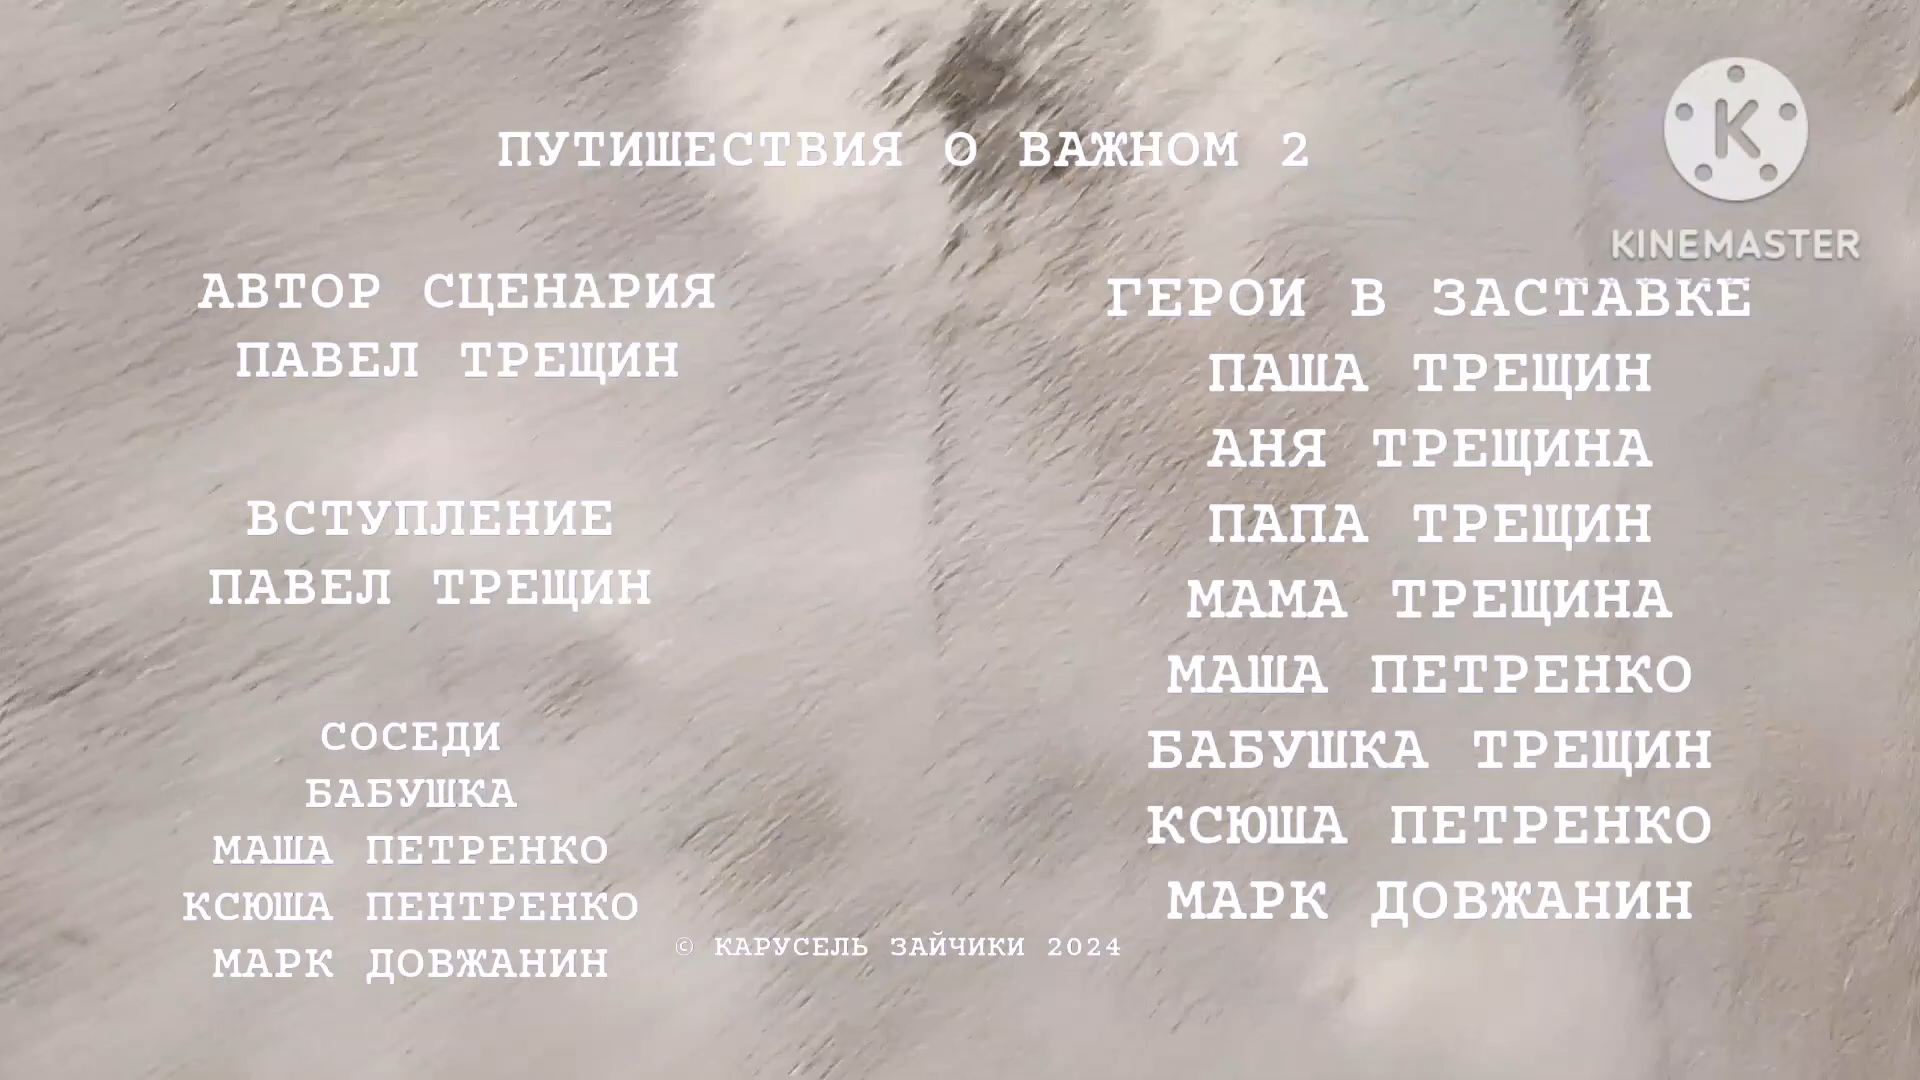 ПУТИШЕСТВИЯ О ВАЖНОМ 2
АВТОР СЦЕНАРИЯ
ПАВЕЛ ТРЕЩИН
ВСТУПЛЕНИЕ
ПАВЕЛ ТРЕЩИН
СОСЕДИ
БАБУШКА
МАША ПЕТРЕНКО
КСЮША ПЕНТРЕНКО
МАРК ДОВЖАНИН
KINEMASTER
ГЕРОИ В ЗАСТАВКЕ
ПАША ТРЕЩИН
АНЯ ТРЕЩИНА
ПАПА ТРЕЩИН
МАМА ТРЕЩИНА
МАША ПЕТРЕНКО
БАБУШКА ТРЕЩИН
КСЮША ПЕТРЕНКО
МАРК ДОВЖАНИН
© КАРУСЕЛЬ ЗАЙЧИКИ 2024